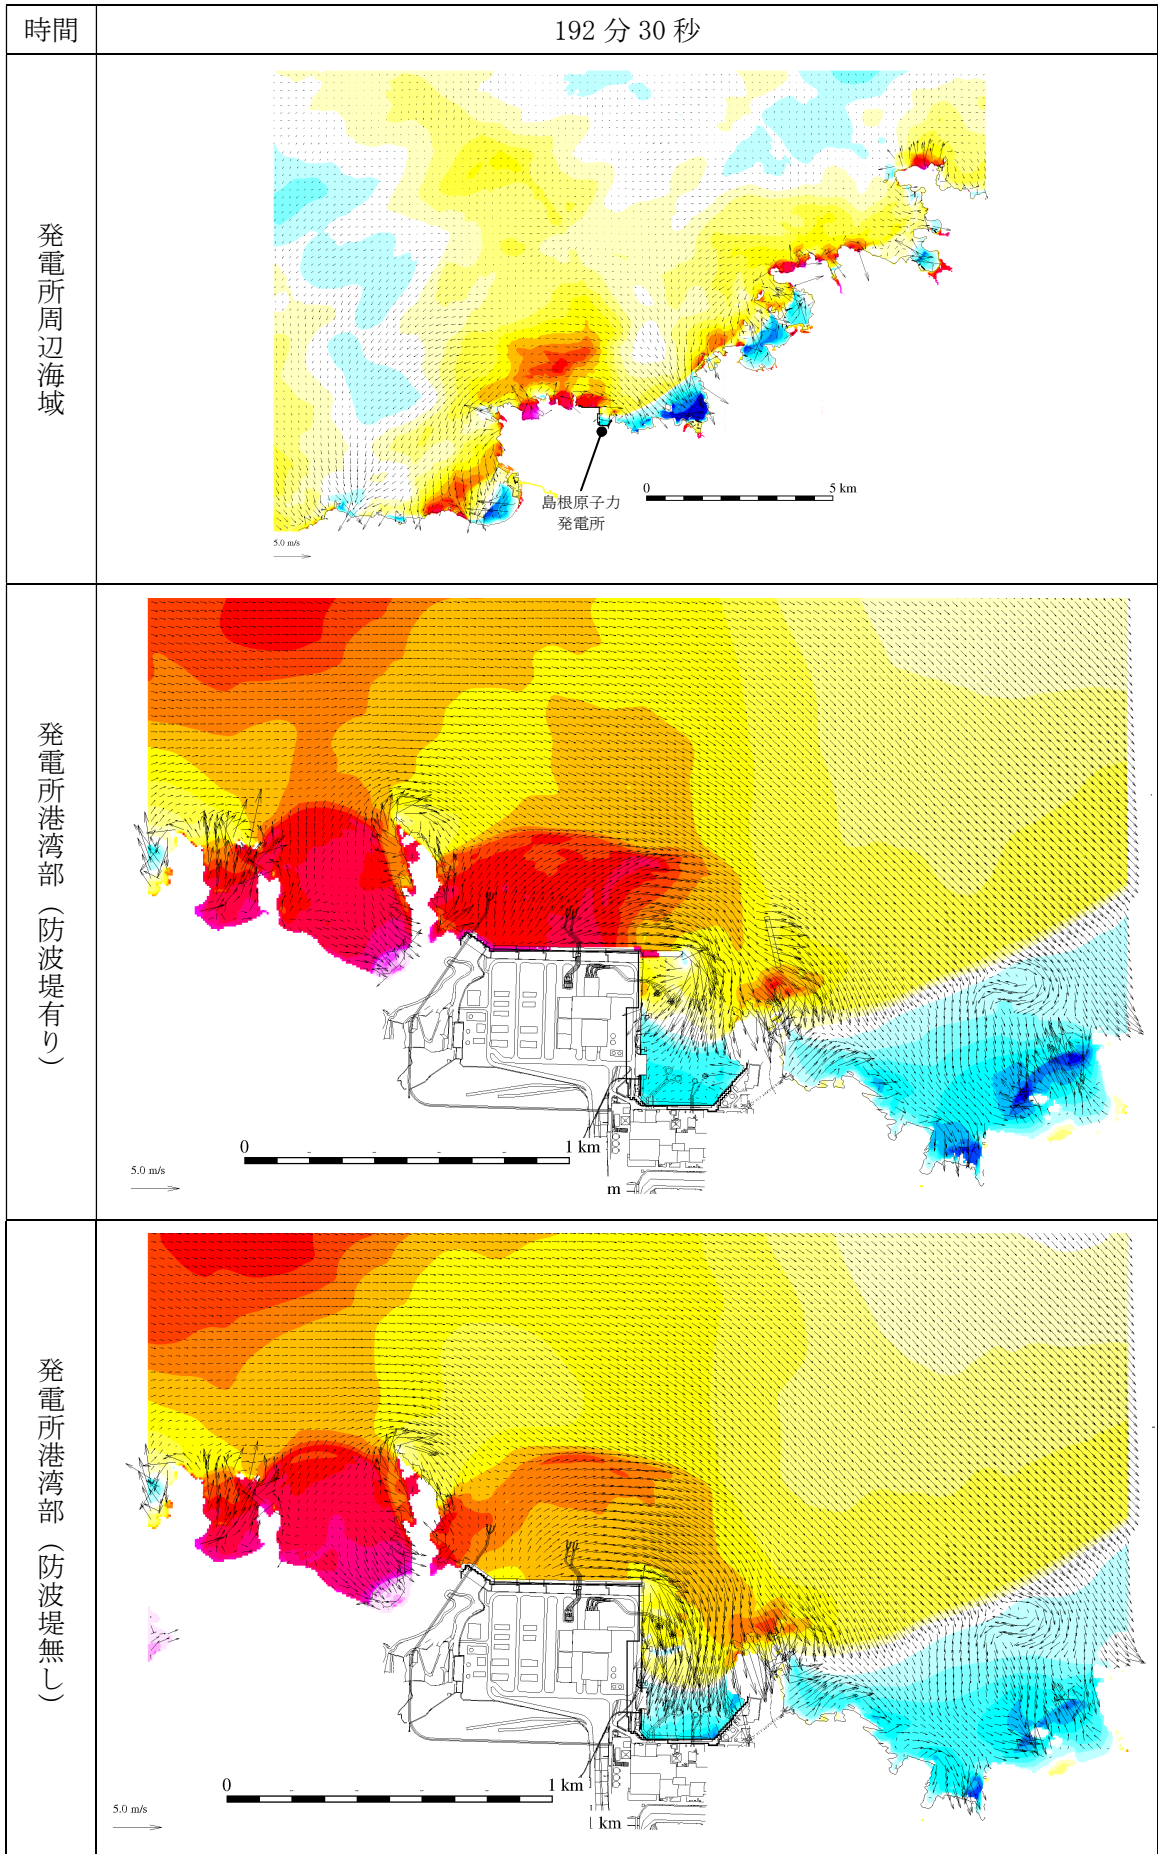 時間
192 分 30 秒
発電所周辺海域
島根原子力
発電所
0
5 km
5.0 m/s
発電所港湾部（防波堤有り）
0
1 km
5.0 m/s
m
発電所港湾部（防波堤無し）
0
1 km
5.0 m/s
km